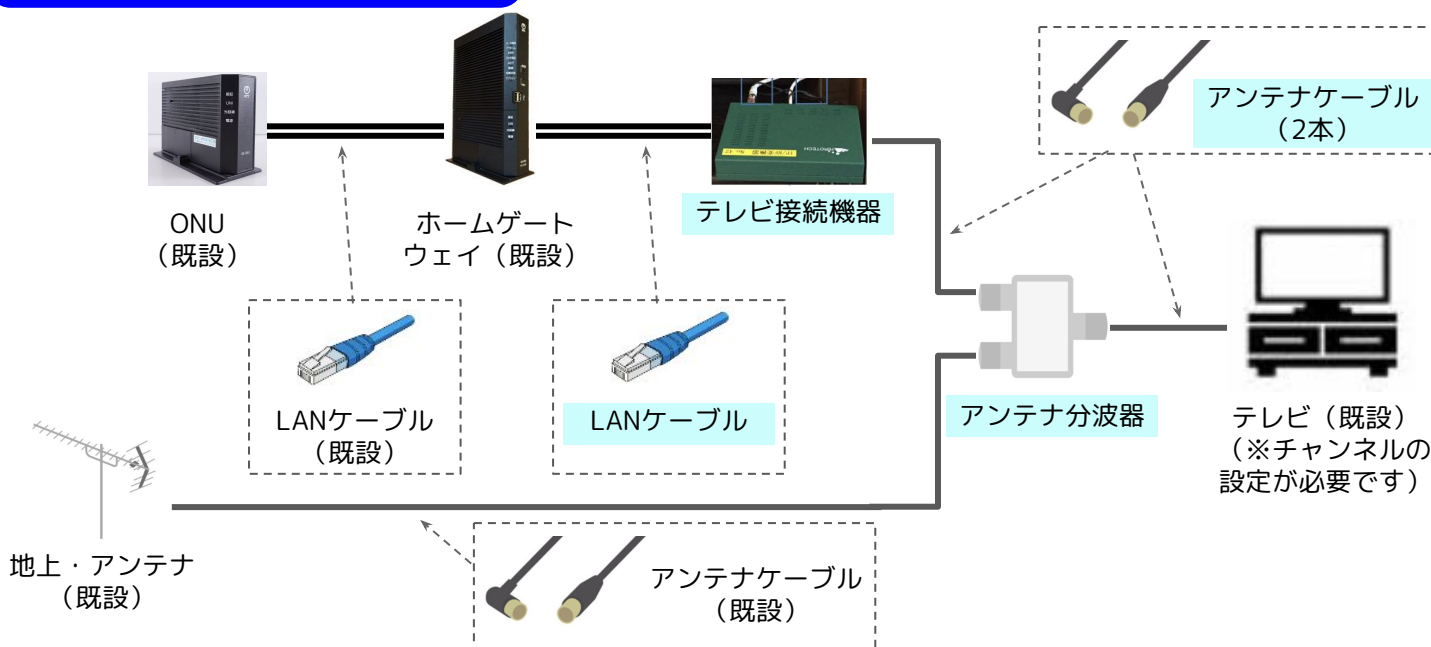 アンテナケーブル
（2本）
ONU
（既設）
ホームゲート
ウェイ（既設）
テレビ接続機器
LANケーブル
（既設）
LANケーブル
アンテナ分波器
テレビ（既設）
（※チャンネルの
設定が必要です）
地上・アンテナ
（既設）
アンテナケーブル
（既設）